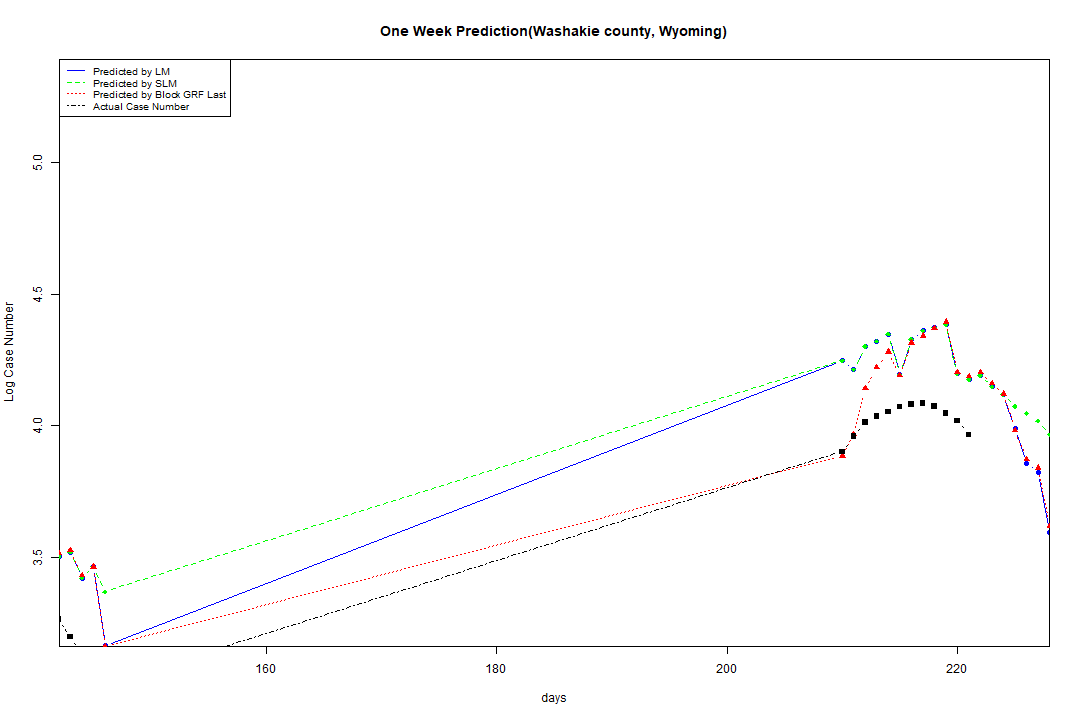 One Week Prediction(Washakie county, Wyoming)
Predicted by LM
Predicted by SLM
Predicted by Block GRF Last
Actual Case Number
5.0
4.5
4.0
3.5
Log Case Number
160
180
200
220
days